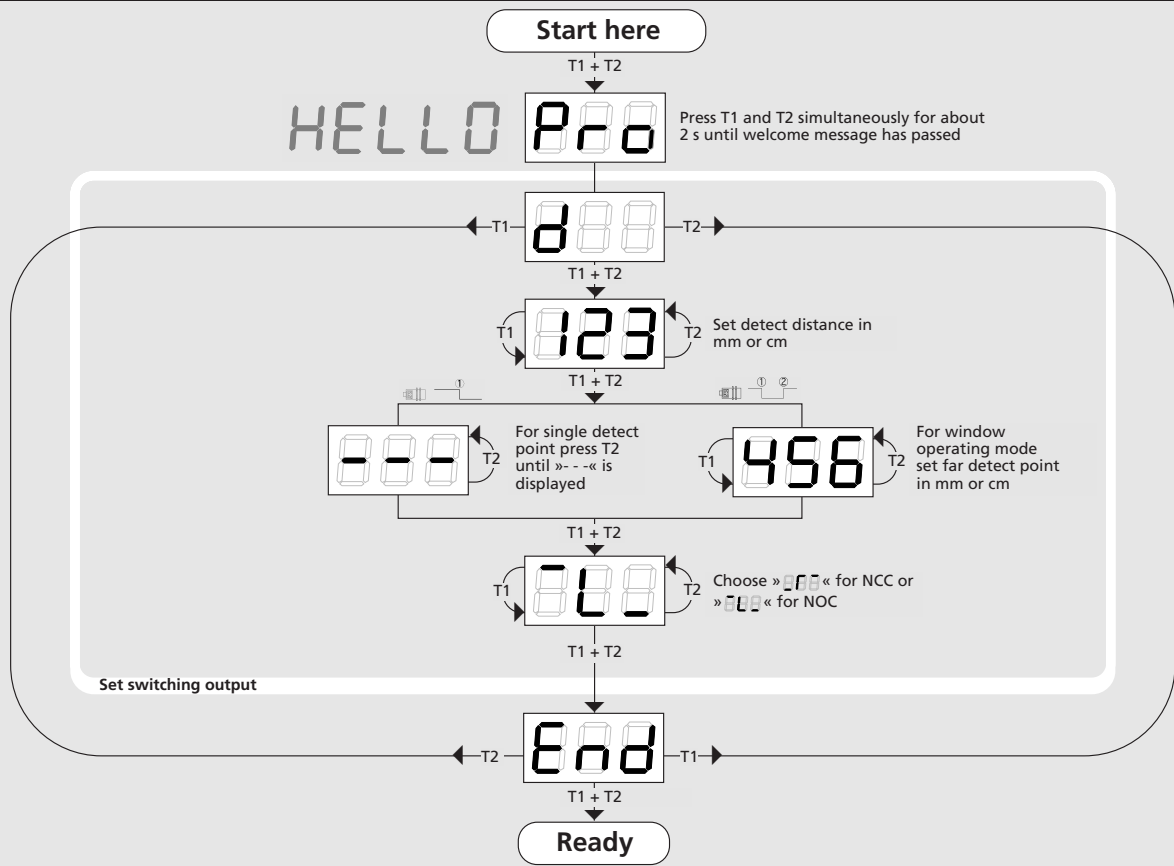 Start here
T1 + T2
HELLO
Pro
Press T1 and T2 simultaneously for about
2 s until welcome message has passed
T1
d
T2
T1 + T2
T1
123
T2
Set detect distance in
mm or cm
T1 + T2
①
① ②
- - -
T2
For single detect
point press T2
until »- - -« is
displayed
T1
456
T2
For window
operating mode
set far detect point
in mm or cm
T1 + T2
T1
¯L_
T2
Choose »_Γ¯« for NCC or
»¯L_« for NOC
T1 + T2
Set switching output
T2
End
T1
T1 + T2
Ready